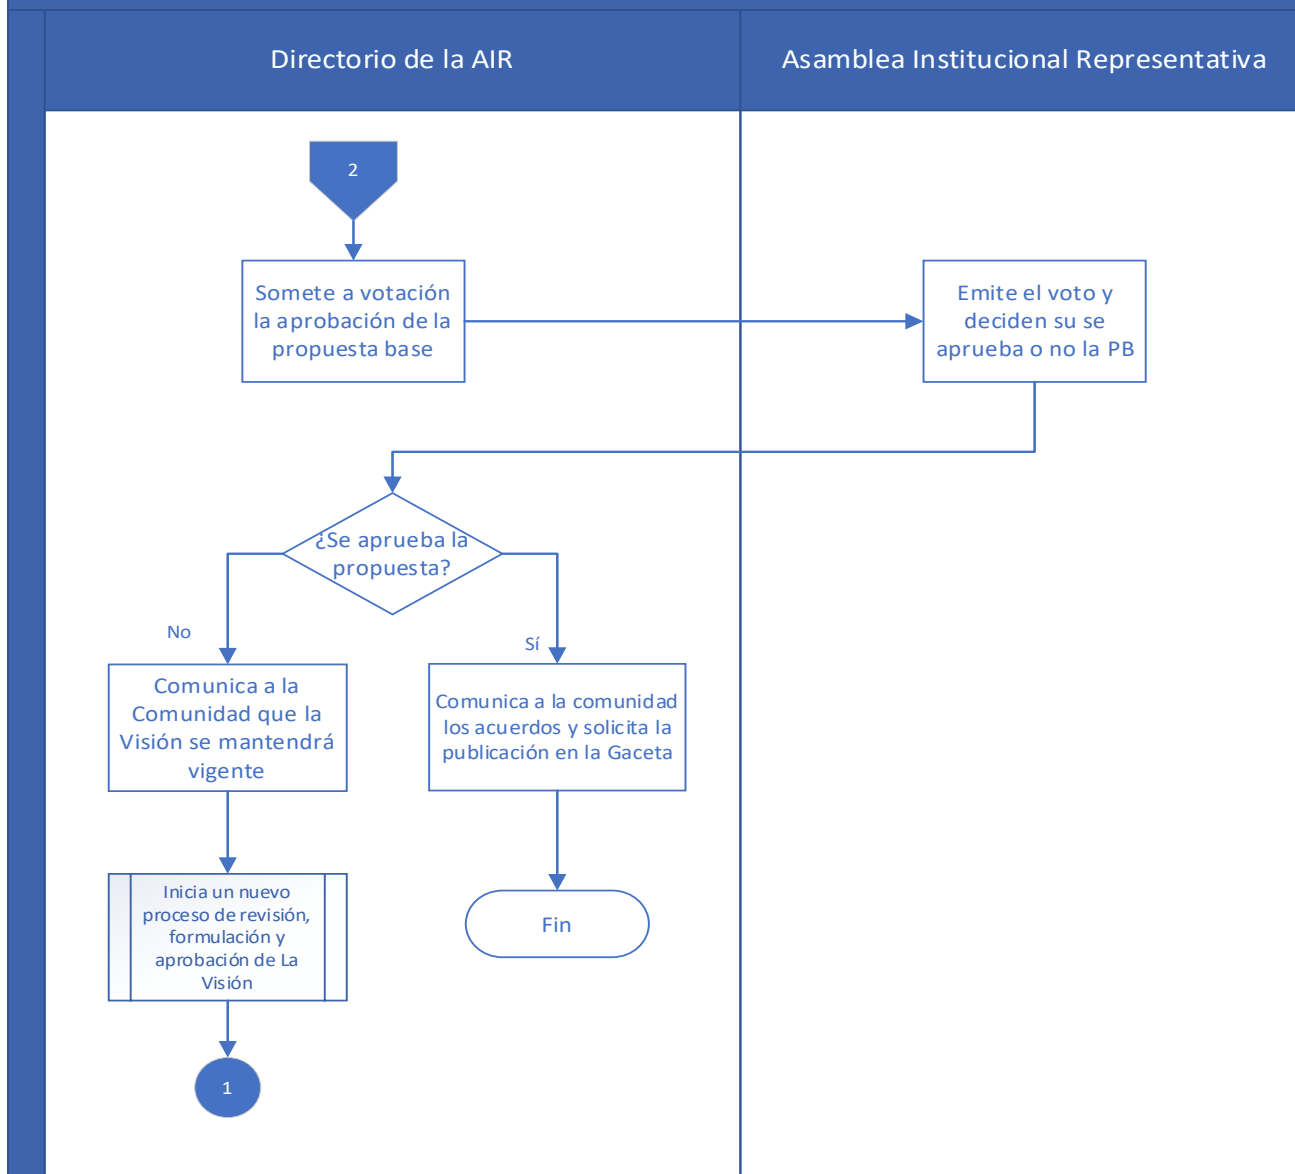 Directorio de la AIR
Asamblea Institucional Representativa
2
Somete a votación
la aprobación de la
propuesta base
Emite el voto y
deciden su se
aprueba o no la PB
¿Se aprueba la
propuesta?
No
Sí
Comunica a la
Comunidad que la
Visión se mantendrá
vigente
Comunica a la comunidad
los acuerdos y solicita la
publicación en la Gaceta
Inicia un nuevo
proceso de revisión,
formulación y
aprobación de La
Visión
Fin
1